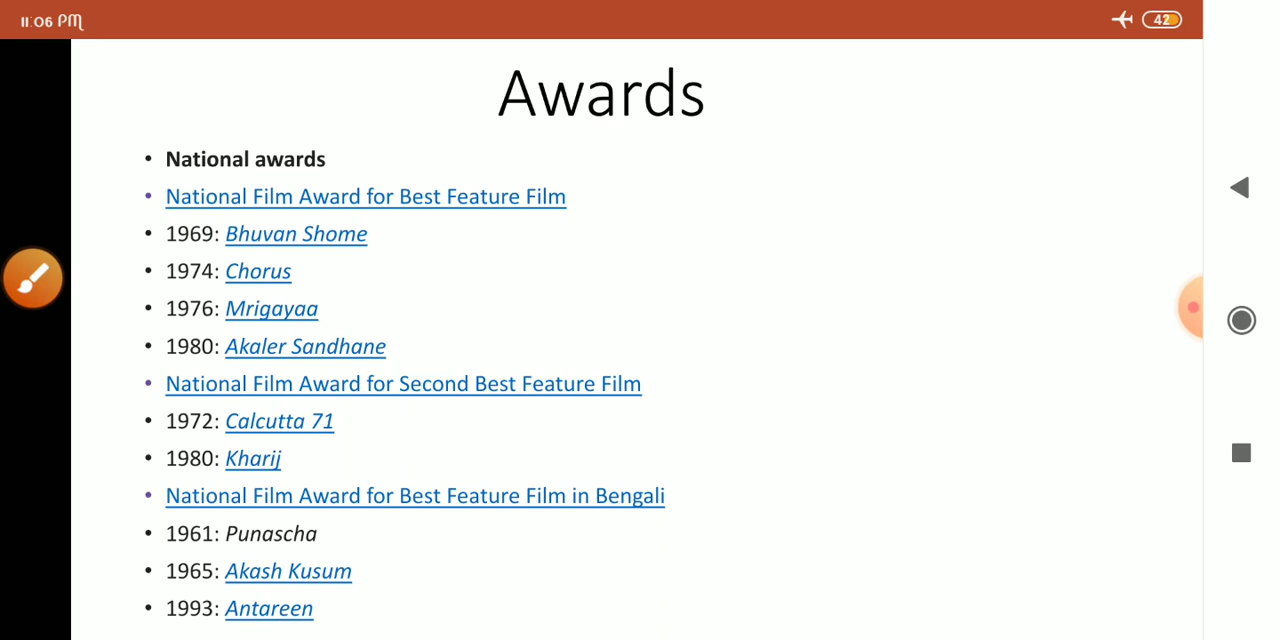 11:06 PM
42
Awards
• National awards
• National Film Award for Best Feature Film
• 1969: Bhuvan Shome
• 1974: Chorus
• 1976: Mrigayaa
• 1980: Akaler Sandhane
• National Film Award for Second Best Feature Film
• 1972: Calcutta 71
• 1980: Kharij
• National Film Award for Best Feature Film in Bengali
• 1961: Punascha
• 1965: Akash Kusum
• 1993: Antareen